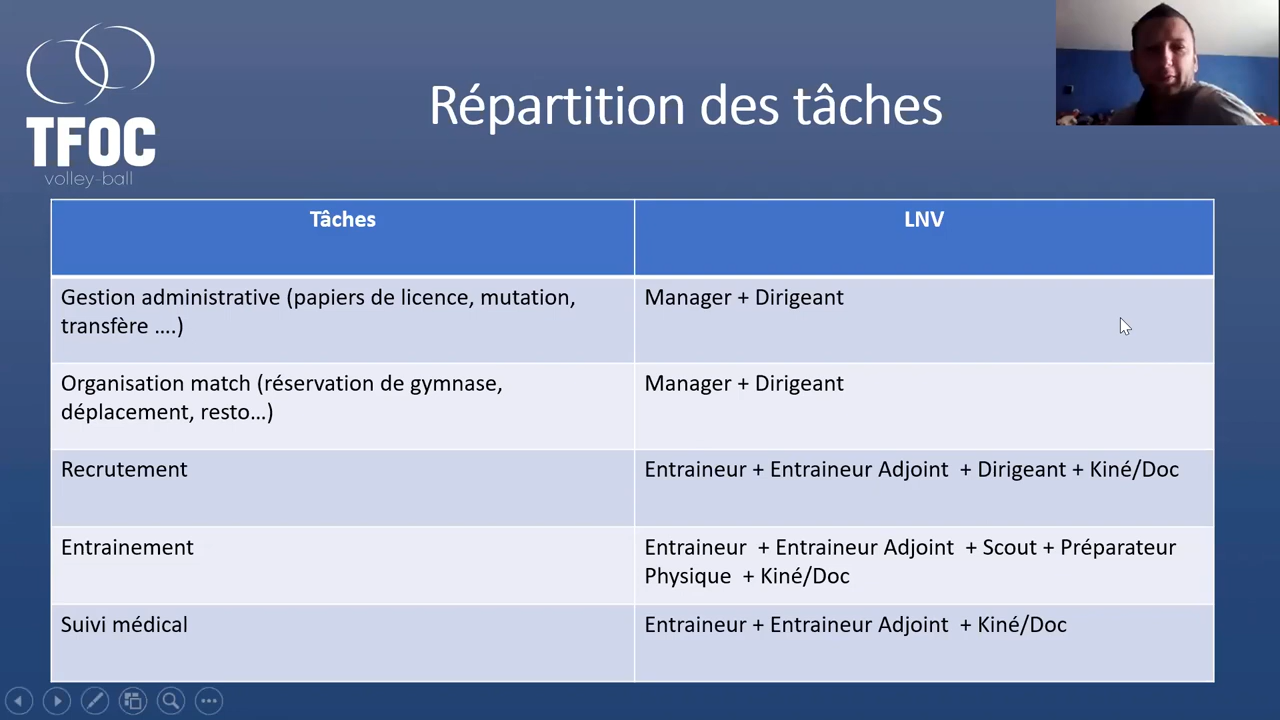 TFOC
volley-ball
Répartition des tâches
Tâches
LNV
Gestion administrative (papiers de licence, mutation,
transfère ....)
Manager + Dirigeant
Organisation match (réservation de gymnase,
déplacement, resto...)
Manager + Dirigeant
Recrutement
Entraineur + Entraineur Adjoint + Dirigeant + Kiné/Doc
Entrainement
Entraineur + Entraineur Adjoint + Scout + Préparateur
Physique + Kiné/Doc
Suivi médical
Entraineur + Entraineur Adjoint + Kiné/Doc